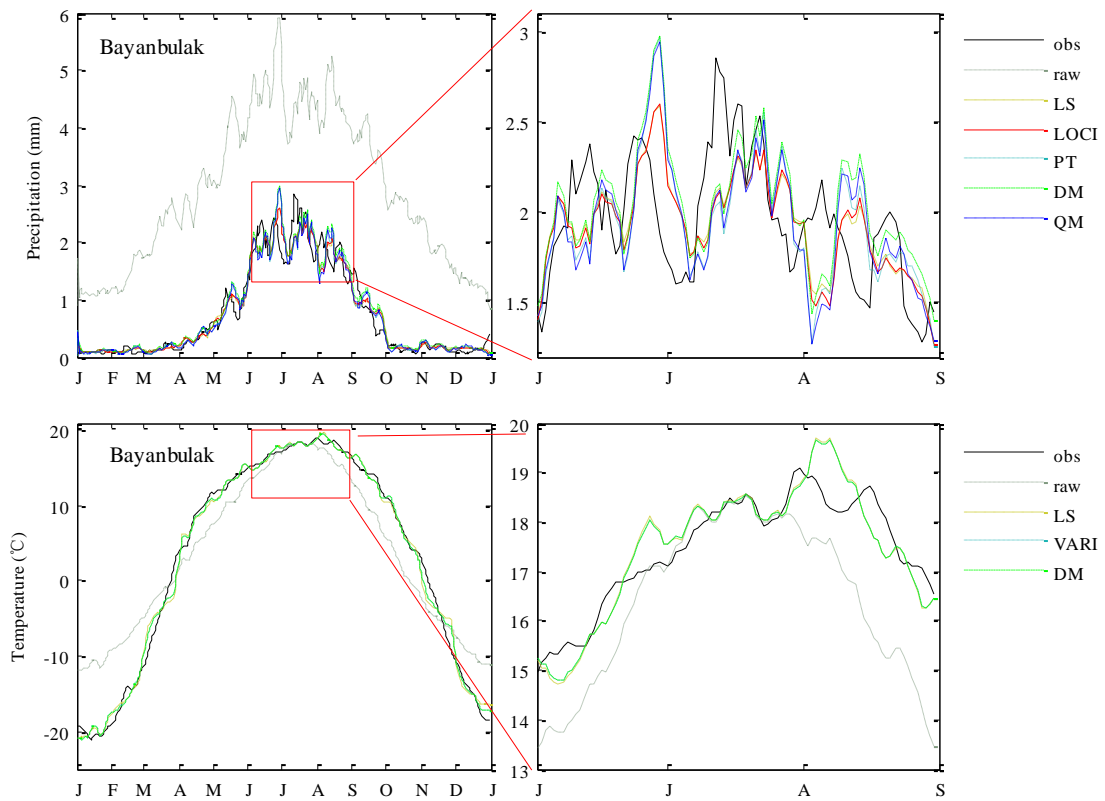 Bayanbulak
Precipitation (mm)
6
5
4
3
2
1
0
J F M A M J J A S O N D J
3
2.5
2
1.5
J J A S
obs
raw
LS
LOCI
PT
DM
QM
Bayanbulak
Temperature (℃)
20
10
0
-10
-20
J F M A M J J A S O N D J
20
19
18
17
16
15
14
13
J J A S
obs
raw
LS
VARI
DM